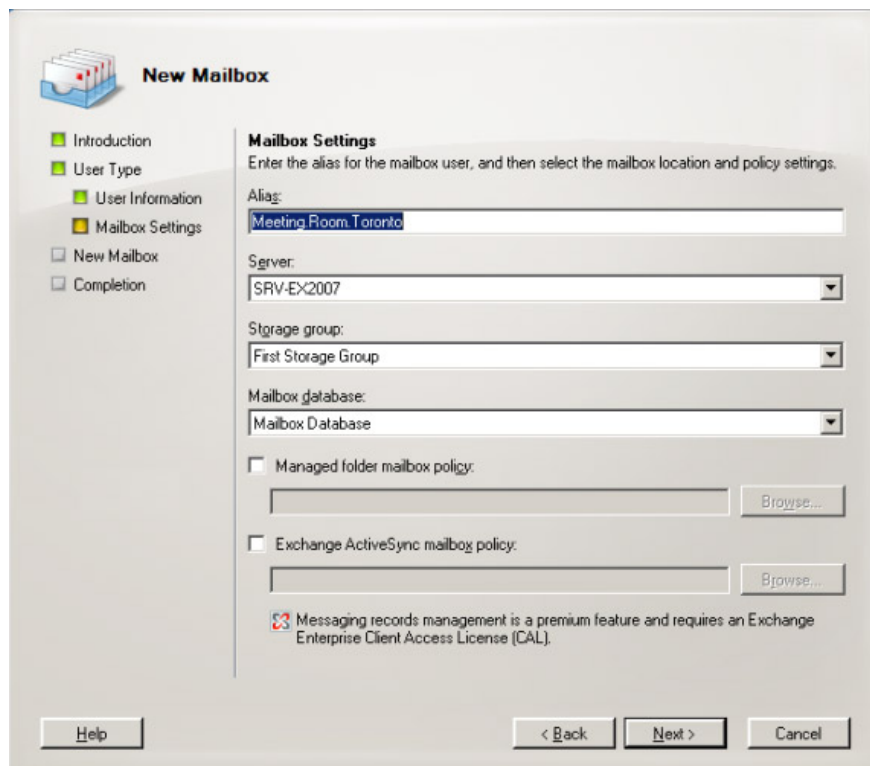 New Mailbox
Introduction
User Type
User Information
Mailbox Settings
New Mailbox
Completion
Mailbox Settings
Enter the alias for the mailbox user, and then select the mailbox location and policy settings.
Alias:
Meeting.Room.Toronto
Server:
SRV-EX2007
Storage group:
First Storage Group
Mailbox database:
Mailbox Database
Managed folder mailbox policy:
Browse...
Exchange ActiveSync mailbox policy:
Browse...
Messaging records management is a premium feature and requires an Exchange
Enterprise Client Access License (CAL).
Help
< Back
Next >
Cancel